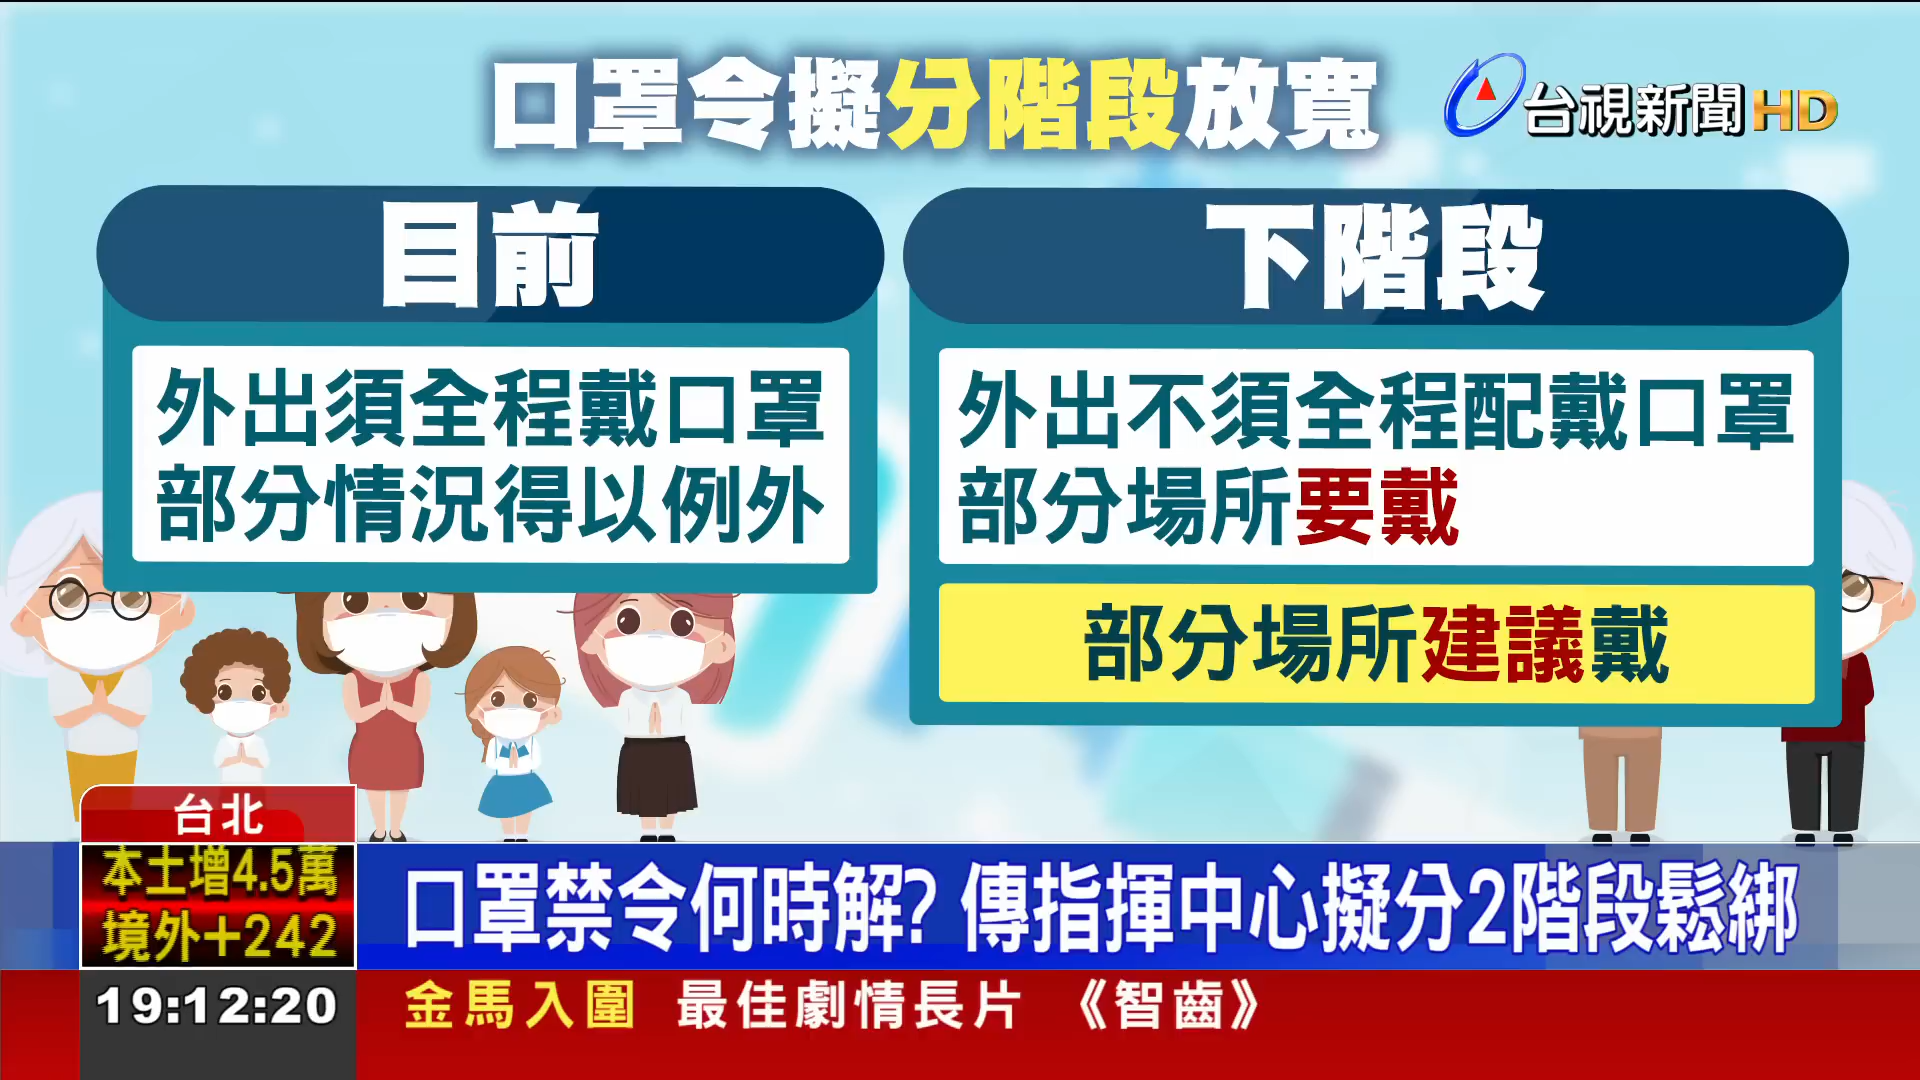 口罩令擬分階段放寬
台視新聞HD
目前
外出須全程戴口罩
部分情況得以例外
下階段
外出不須全程配戴口罩
部分場所要戴
部分場所建議戴
台北
本土增4.5萬
境外+242
19:12:20
口罩禁令何時解? 傳指揮中心擬分2階段鬆綁
金馬入圍 最佳劇情長片 《智齒》